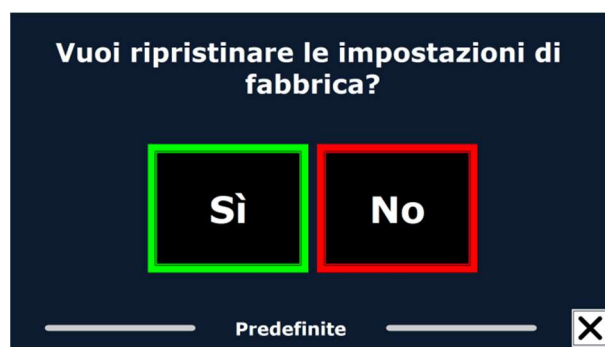 Vuoi ripristinare le impostazioni di
fabbrica?
Sì
No
Predefinite